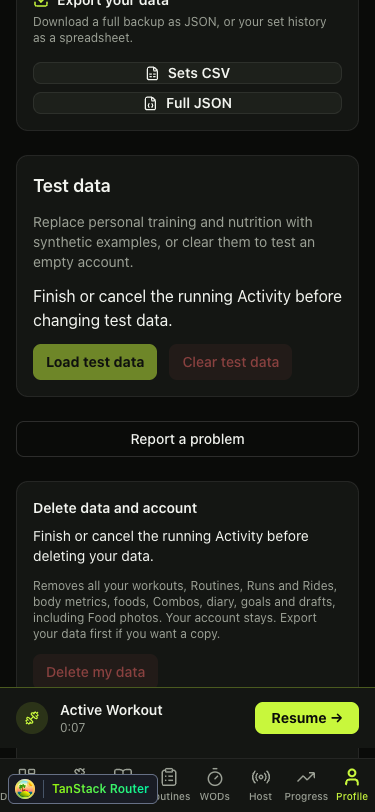 Export your data
Download a full backup as JSON, or your set history
as a spreadsheet.
Sets CSV
Full JSON
Test data
Replace personal training and nutrition with
synthetic examples, or clear them to test an
empty account.
Finish or cancel the running Activity before
changing test data.
Load test data
Clear test data
Report a problem
Delete data and account
Finish or cancel the running Activity before
deleting your data.
Removes all your workouts, Routines, Runs and Rides,
body metrics, foods, Combos, diary, goals and drafts,
including Food photos. Your account stays. Export
your data first if you want a copy.
Delete my data
Active Workout
0:07
Resume →
TanStack Router
WODs
Host
Progress
Profile